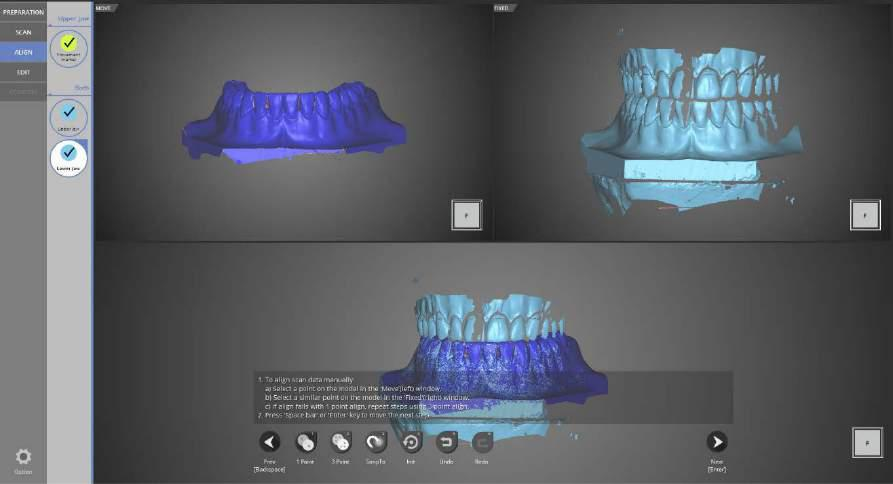 PREPARATION
SCAN
ALIGN
EDIT
Upper Jaw
Both
Upper Jaw
Lower Jaw
Option
MOVE
FIXED
F
F
F
1. To align scan data manually
a) Select a point on the model in the 'Move'(left) window.
b) Select a similar point on the model in the 'Fixed'(right) window.
c) If align fails with 1 point align, repeat steps using 3 point align.
2. Press 'Space bar' or 'Enter' key to move the next step.
Prev
[Backspace]
1 Point
3 Point
SnapTo
Init
Undo
Redo
Next
[Enter]